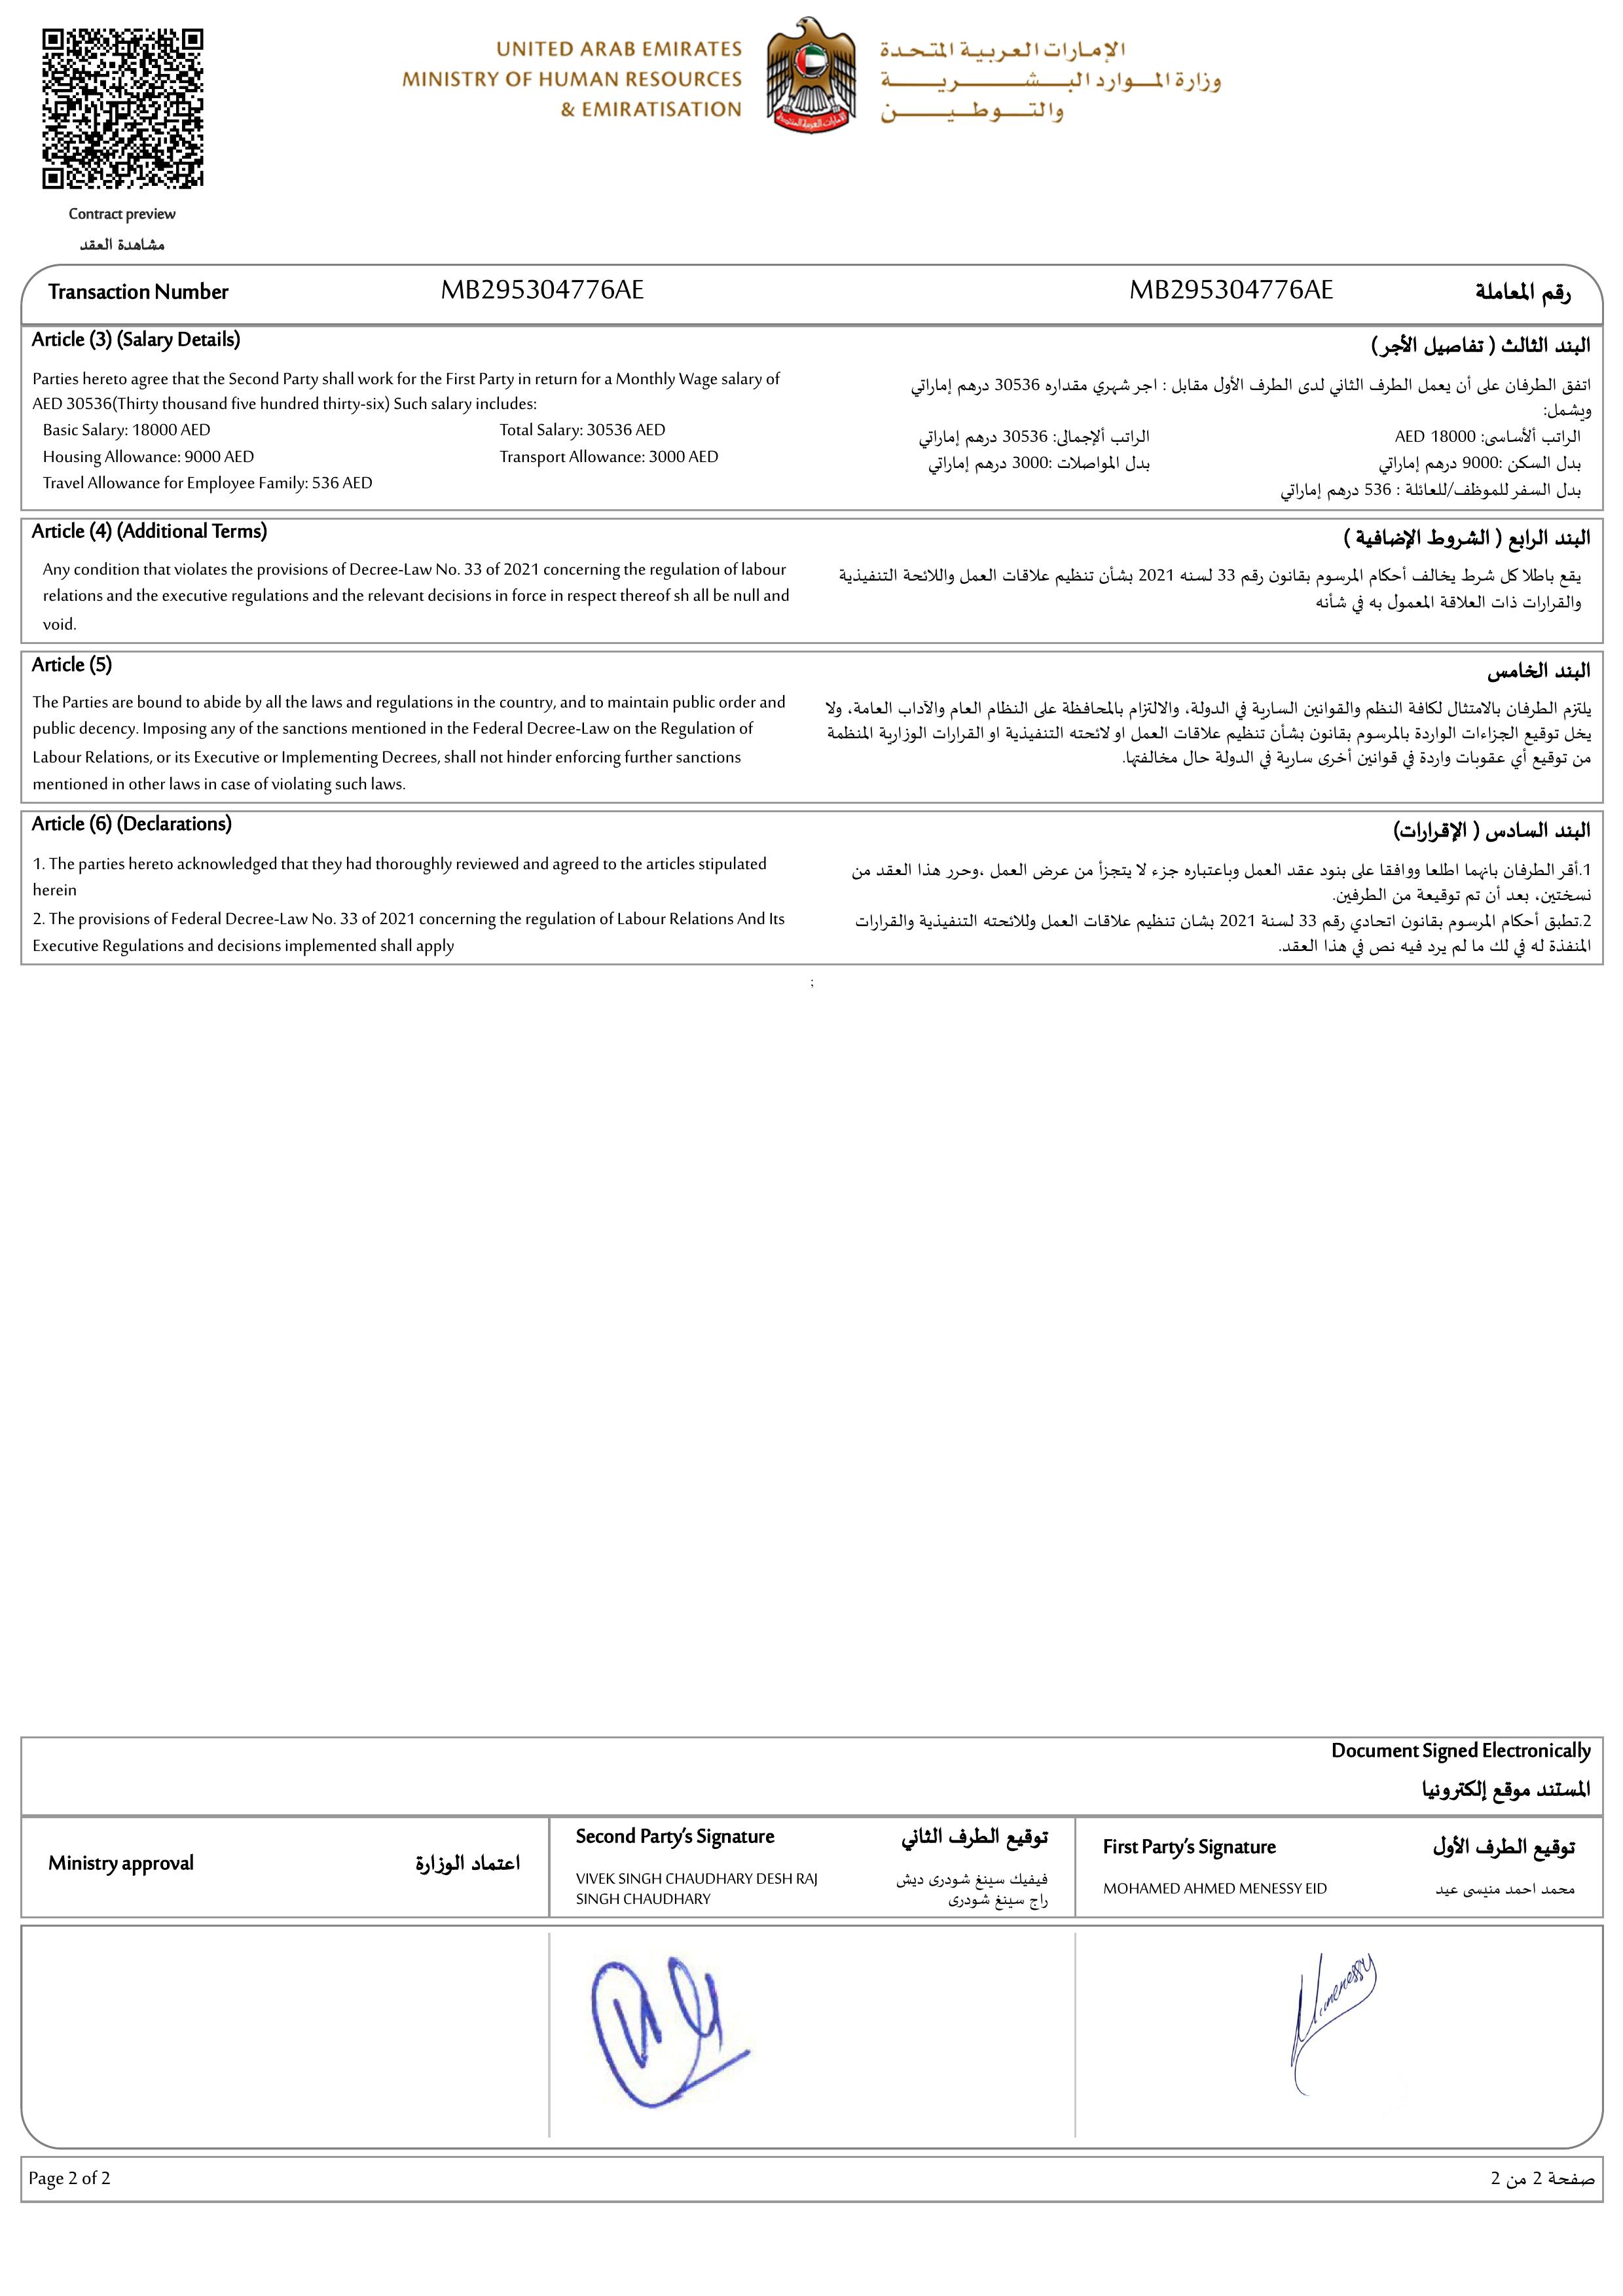 UNITED ARAB EMIRATES
MINISTRY OF HUMAN RESOURCES
& EMIRATISATION
الإمارات العربية المتحدة
وزارة الموارد البشرية
والتوطين
Contract preview
مشاهدة العقد
Transaction Number MB295304776AE
MB295304776AE رقم المعاملة
Article (3) (Salary Details)
Parties hereto agree that the Second Party shall work for the First Party in return for a Monthly Wage salary of
AED 30536(Thirty thousand five hundred thirty-six) Such salary includes:
Basic Salary: 18000 AED Total Salary: 30536 AED
Housing Allowance: 9000 AED Transport Allowance: 3000 AED
Travel Allowance for Employee Family: 536 AED
البند الثالث ( تفاصيل الأجر )
اتفق الطرفان على أن يعمل الطرف الثاني لدى الطرف الأول مقابل : اجر شهري مقداره 30536 درهم إماراتي
ويشمل:
الراتب ألأساسى: 18000 AED الراتب ألإجمالى: 30536 درهم إماراتي
بدل السكن :9000 درهم إماراتي بدل المواصلات :3000 درهم إماراتي
بدل السفر للموظف/للعائلة : 536 درهم إماراتي
Article (4) (Additional Terms)
Any condition that violates the provisions of Decree-Law No. 33 of 2021 concerning the regulation of labour
relations and the executive regulations and the relevant decisions in force in respect thereof sh all be null and
void.
البند الرابع ( الشروط الإضافية )
يقع باطلا كل شرط يخالف أحكام المرسوم بقانون رقم 33 لسنه 2021 بشأن تنظيم علاقات العمل واللائحة التنفيذية
والقرارات ذات العلاقة المعمول به في شأنه
Article (5)
The Parties are bound to abide by all the laws and regulations in the country, and to maintain public order and
public decency. Imposing any of the sanctions mentioned in the Federal Decree-Law on the Regulation of
Labour Relations, or its Executive or Implementing Decrees, shall not hinder enforcing further sanctions
mentioned in other laws in case of violating such laws.
البند الخامس
يلتزم الطرفان بالامتثال لكافة النظم والقوانين السارية في الدولة، والالتزام بالمحافظة على النظام العام والآداب العامة، ولا
يخل توقيع الجزاءات الواردة بالمرسوم بقانون بشأن تنظيم علاقات العمل او لائحته التنفيذية او القرارات الوزارية المنظمة
من توقيع أي عقوبات واردة في قوانين أخرى سارية في الدولة حال مخالفتها.
Article (6) (Declarations)
1. The parties hereto acknowledged that they had thoroughly reviewed and agreed to the articles stipulated
herein
2. The provisions of Federal Decree-Law No. 33 of 2021 concerning the regulation of Labour Relations And Its
Executive Regulations and decisions implemented shall apply
البند السادس ( الإقرارات)
1.أقر الطرفان بانهما اطلعا ووافقا على بنود عقد العمل وباعتباره جزء لا يتجزأ من عرض العمل ،وحرر هذا العقد من
نسختين، بعد أن تم توقيعة من الطرفين.
2.تطبق أحكام المرسوم بقانون اتحادي رقم 33 لسنة 2021 بشان تنظيم علاقات العمل وللائحته التنفيذية والقرارات
المنفذة له في لك ما لم يرد فيه نص في هذا العقد.
;
Document Signed Electronically
المستند موقع إلكترونيا
Ministry approval اعتماد الوزارة
Second Party's Signature توقيع الطرف الثاني
VIVEK SINGH CHAUDHARY DESH RAJ
SINGH CHAUDHARY
فيفيك سينغ شودرى ديش
راج سينغ شودرى
First Party's Signature توقيع الطرف الأول
MOHAMED AHMED MENESSY EID محمد احمد منيسى عيد
Page 2 of 2 صفحة 2 من 2